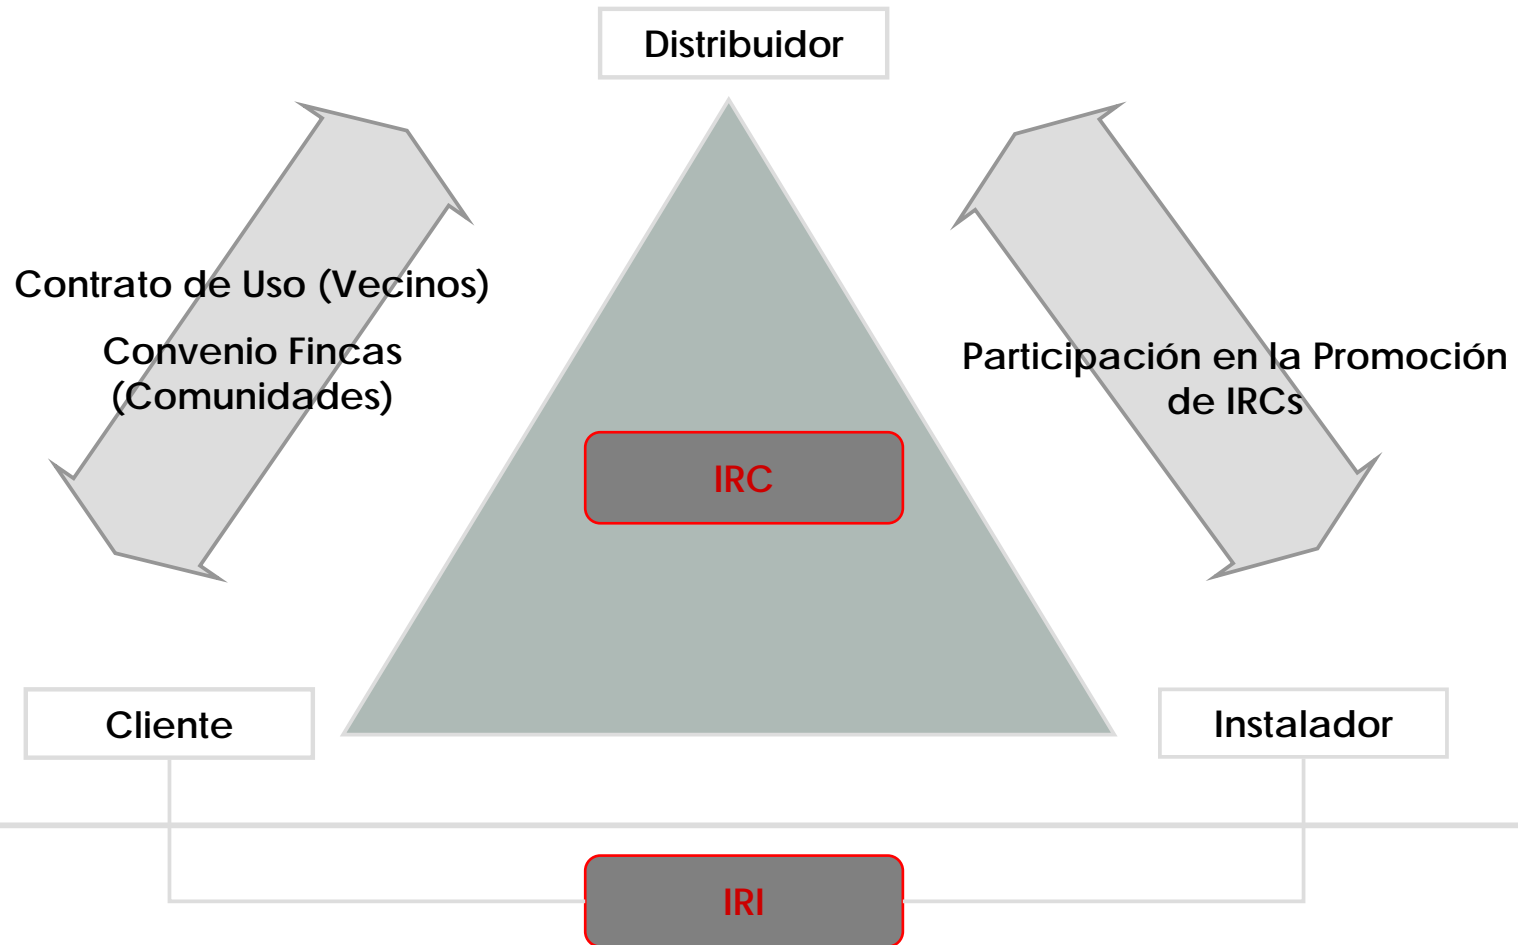 Distribuidor
Contrato de Uso (Vecinos)
Convenio Fincas
(Comunidades)
Participación en la Promoción
de IRCs
IRC
Cliente
Instalador
IRI